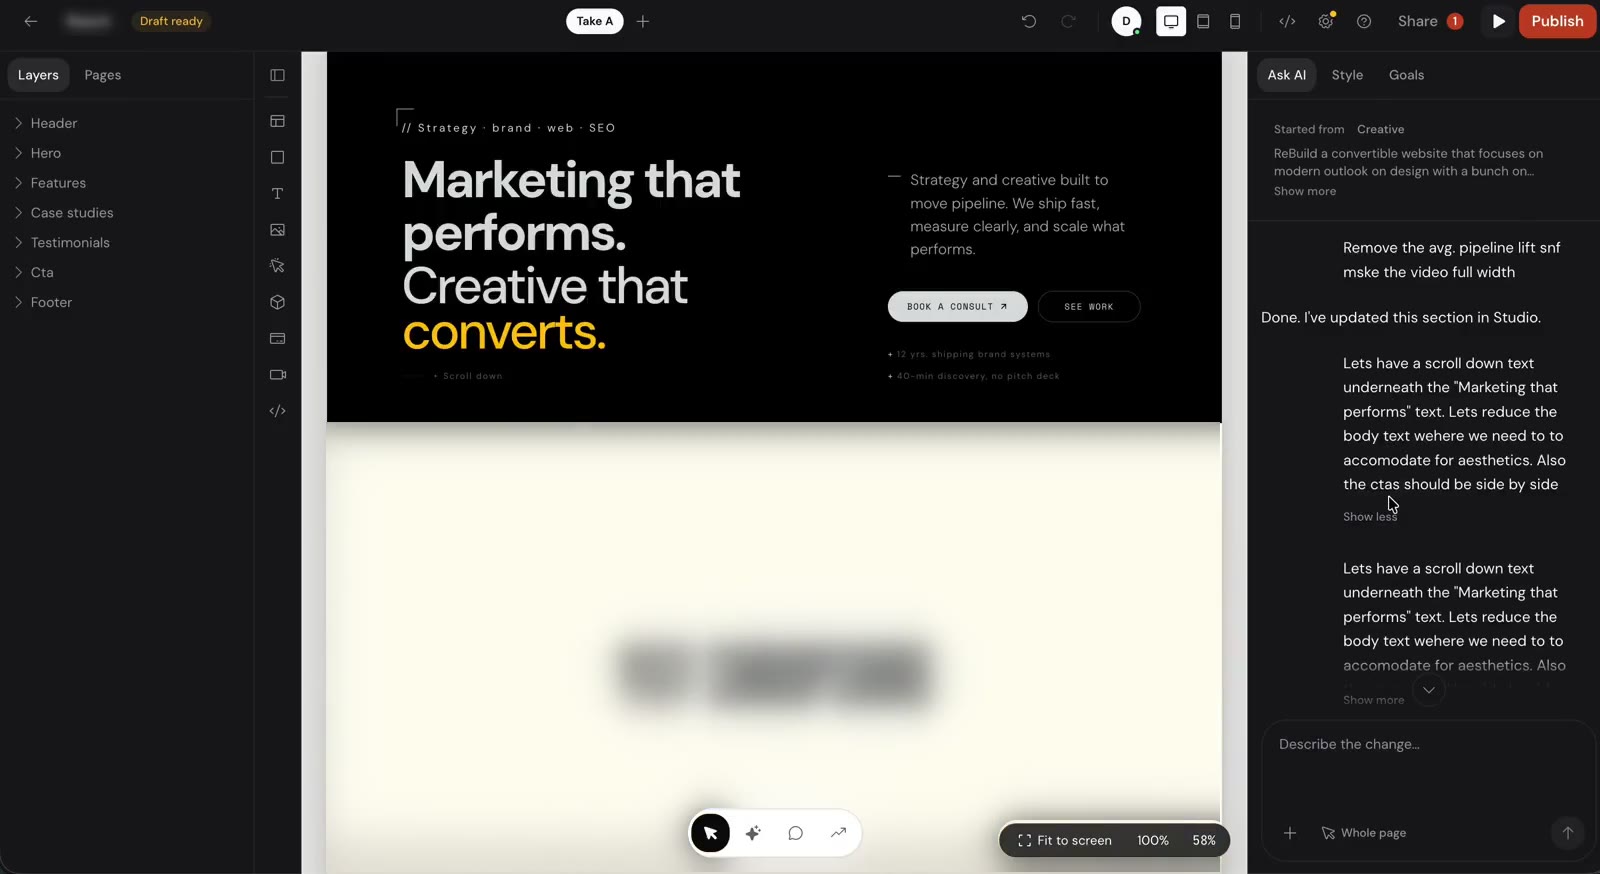 Draft ready
Take A
D
Share 1
Publish
Layers
Pages
Header
Hero
Features
Case studies
Testimonials
Cta
Footer
// Strategy · brand · web · SEO
Marketing that
performs.
Creative that
converts.
• Scroll down
Strategy and creative built to
move pipeline. We ship fast,
measure clearly, and scale what
performs.
BOOK A CONSULT ↗
SEE WORK
+ 12 yrs. shipping brand systems
+ 40-min discovery, no pitch deck
Fit to screen
100%
58%
Ask AI
Style
Goals
Started from Creative
ReBuild a convertible website that focuses on
modern outlook on design with a bunch on...
Show more
Remove the avg. pipeline lift snf
mske the video full width
Done. I've updated this section in Studio.
Lets have a scroll down text
underneath the "Marketing that
performs" text. Lets reduce the
body text wehere we need to to
accomodate for aesthetics. Also
the ctas should be side by side
Show less
Lets have a scroll down text
underneath the "Marketing that
performs" text. Lets reduce the
body text wehere we need to to
accomodate for aesthetics. Also
Show more
Describe the change...
Whole page